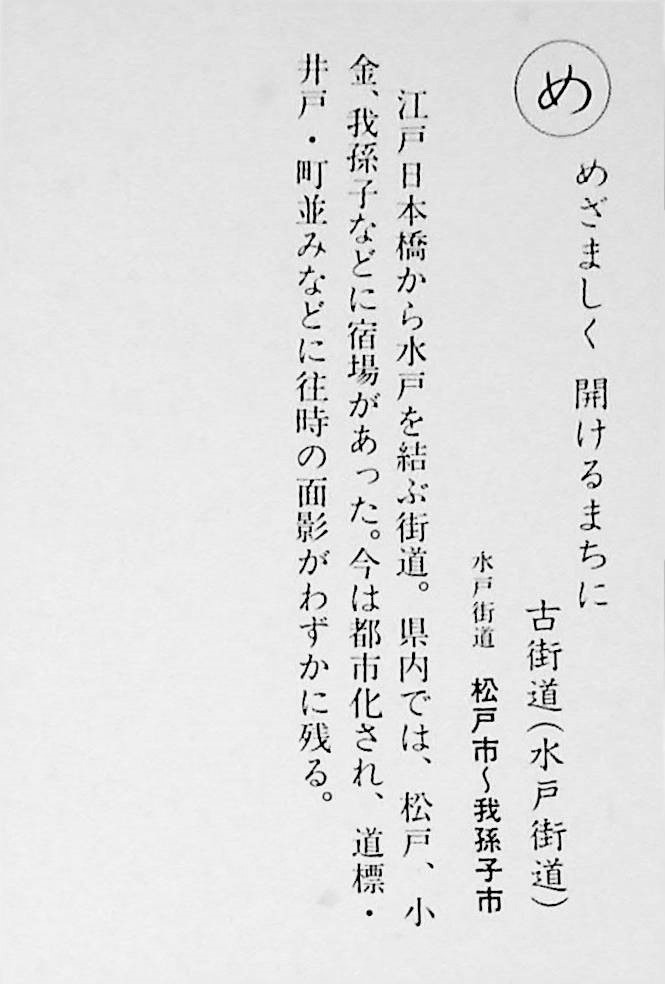 め
めざましく 開けるまちに
古街道(水戸街道)
水戸街道 松戸市~我孫子市
江戸日本橋から水戸を結ぶ街道。県内では、松戸、小
金、我孫子などに宿場があった。今は都市化され、道標・
井戸・町並みなどに往時の面影がわずかに残る。